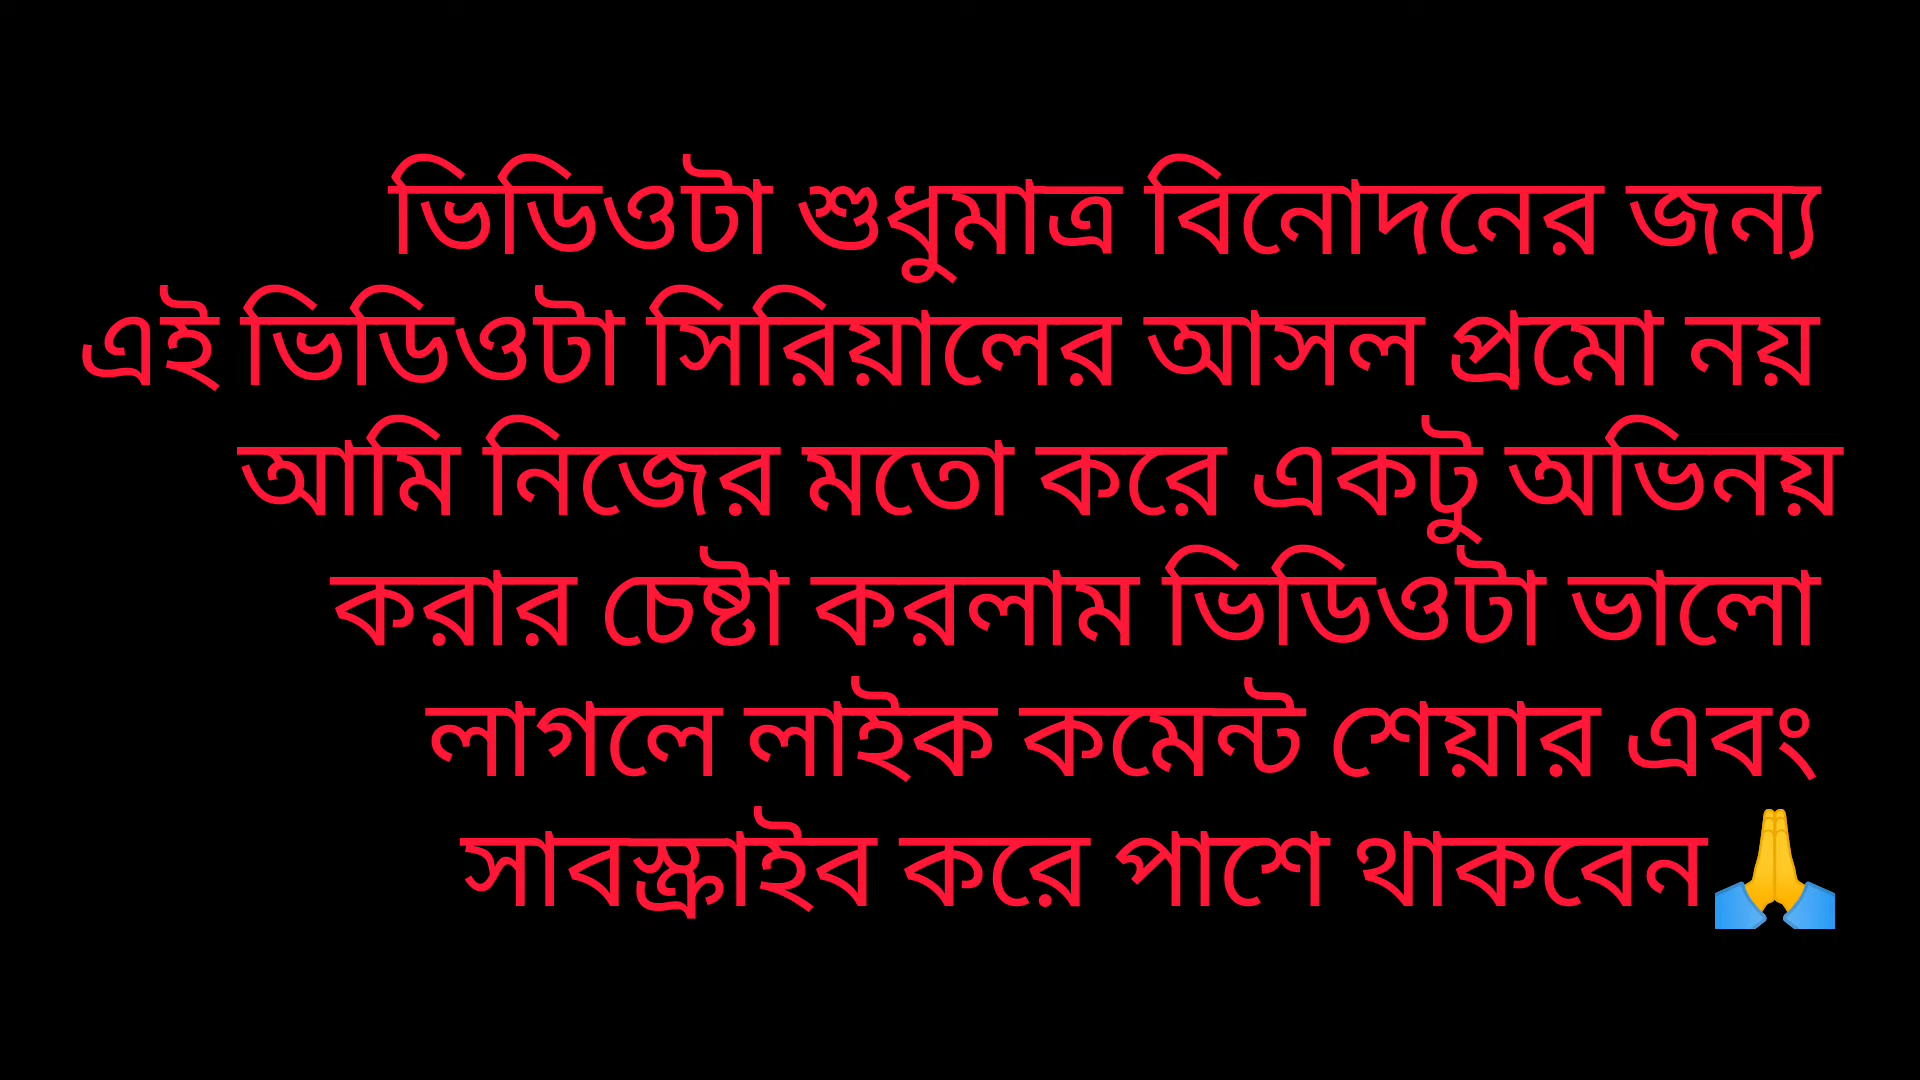 ভিডিওটা শুধুমাত্র বিনোদনের জন্য
এই ভিডিওটা সিরিয়ালের আসল প্রমো নয়
আমি নিজের মতো করে একটু অভিনয়
করার চেষ্টা করলাম ভিডিওটা ভালো
লাগলে লাইক কমেন্ট শেয়ার এবং
সাবস্ক্রাইব করে পাশে থাকবেন🙏